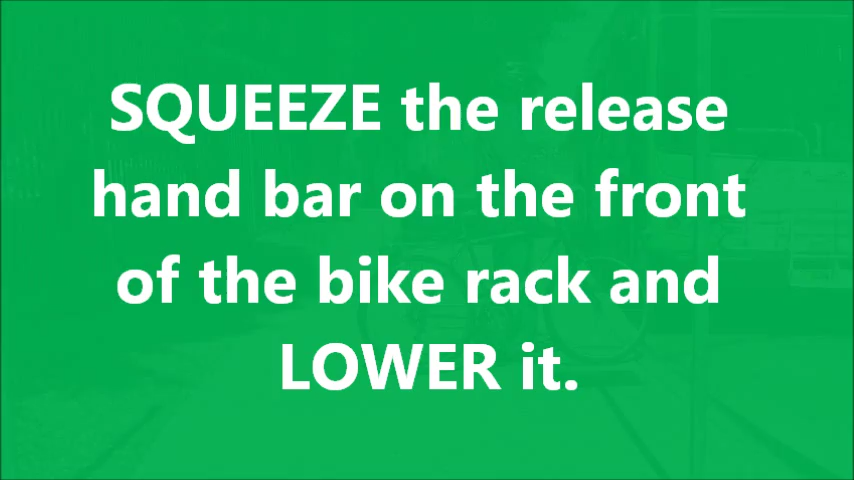 SQUEEZE the release
hand bar on the front
of the bike rack and
LOWER it.